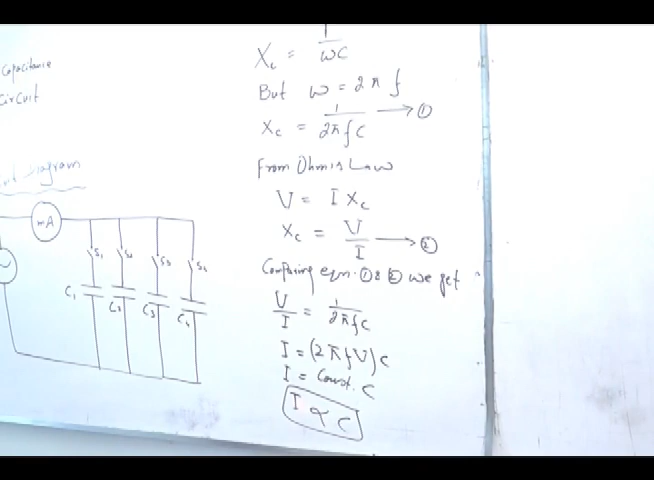 Capacitance
Circuit
Diagram
mA
S1 S2 S3 S4
C1 C2 C3 C4
Xc = 1/ωC
But ω = 2πf
Xc = 1/2πfC → ①
From Ohm's Law
V = I Xc
Xc = V/I → ②
Comparing eqn. ① & ② we get
V/I = 1/2πfC
I = (2πfV)C
I = Const. C
I ∝ C